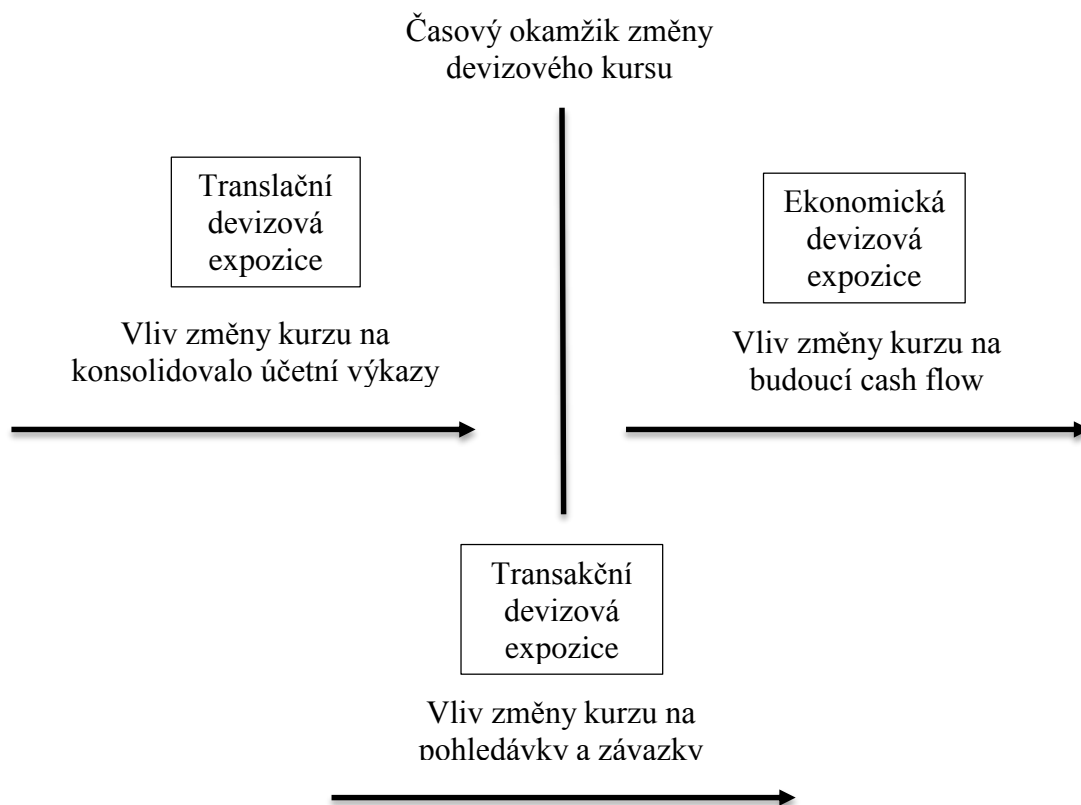 Časový okamžik změny
devizového kursu
Translační
devizová
expozice
Vliv změny kurzu na
konsolidovalo účetní výkazy
Ekonomická
devizová
expozice
Vliv změny kurzu na
budoucí cash flow
Transakční
devizová
expozice
Vliv změny kurzu na
pohledávky a závazky